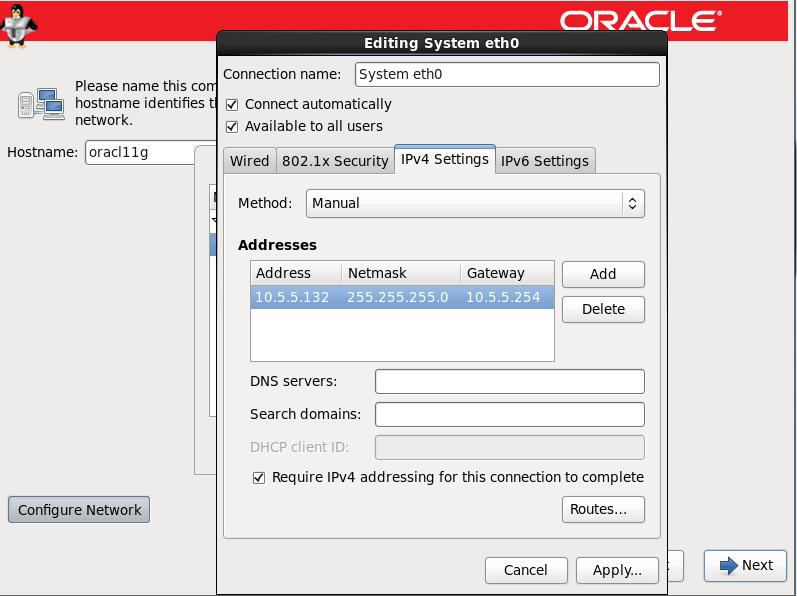 ORACLE®
Editing System eth0
Connection name: System eth0
Connect automatically
Available to all users
Please name this com
hostname identifies t
network.
Hostname: oracl11g
Wired
802.1x Security
IPv4 Settings
IPv6 Settings
Method: Manual
Addresses
Address Netmask Gateway
10.5.5.132 255.255.255.0 10.5.5.254
Add
Delete
DNS servers:
Search domains:
DHCP client ID:
Require IPv4 addressing for this connection to complete
Routes...
Configure Network
Cancel
Apply...
Next